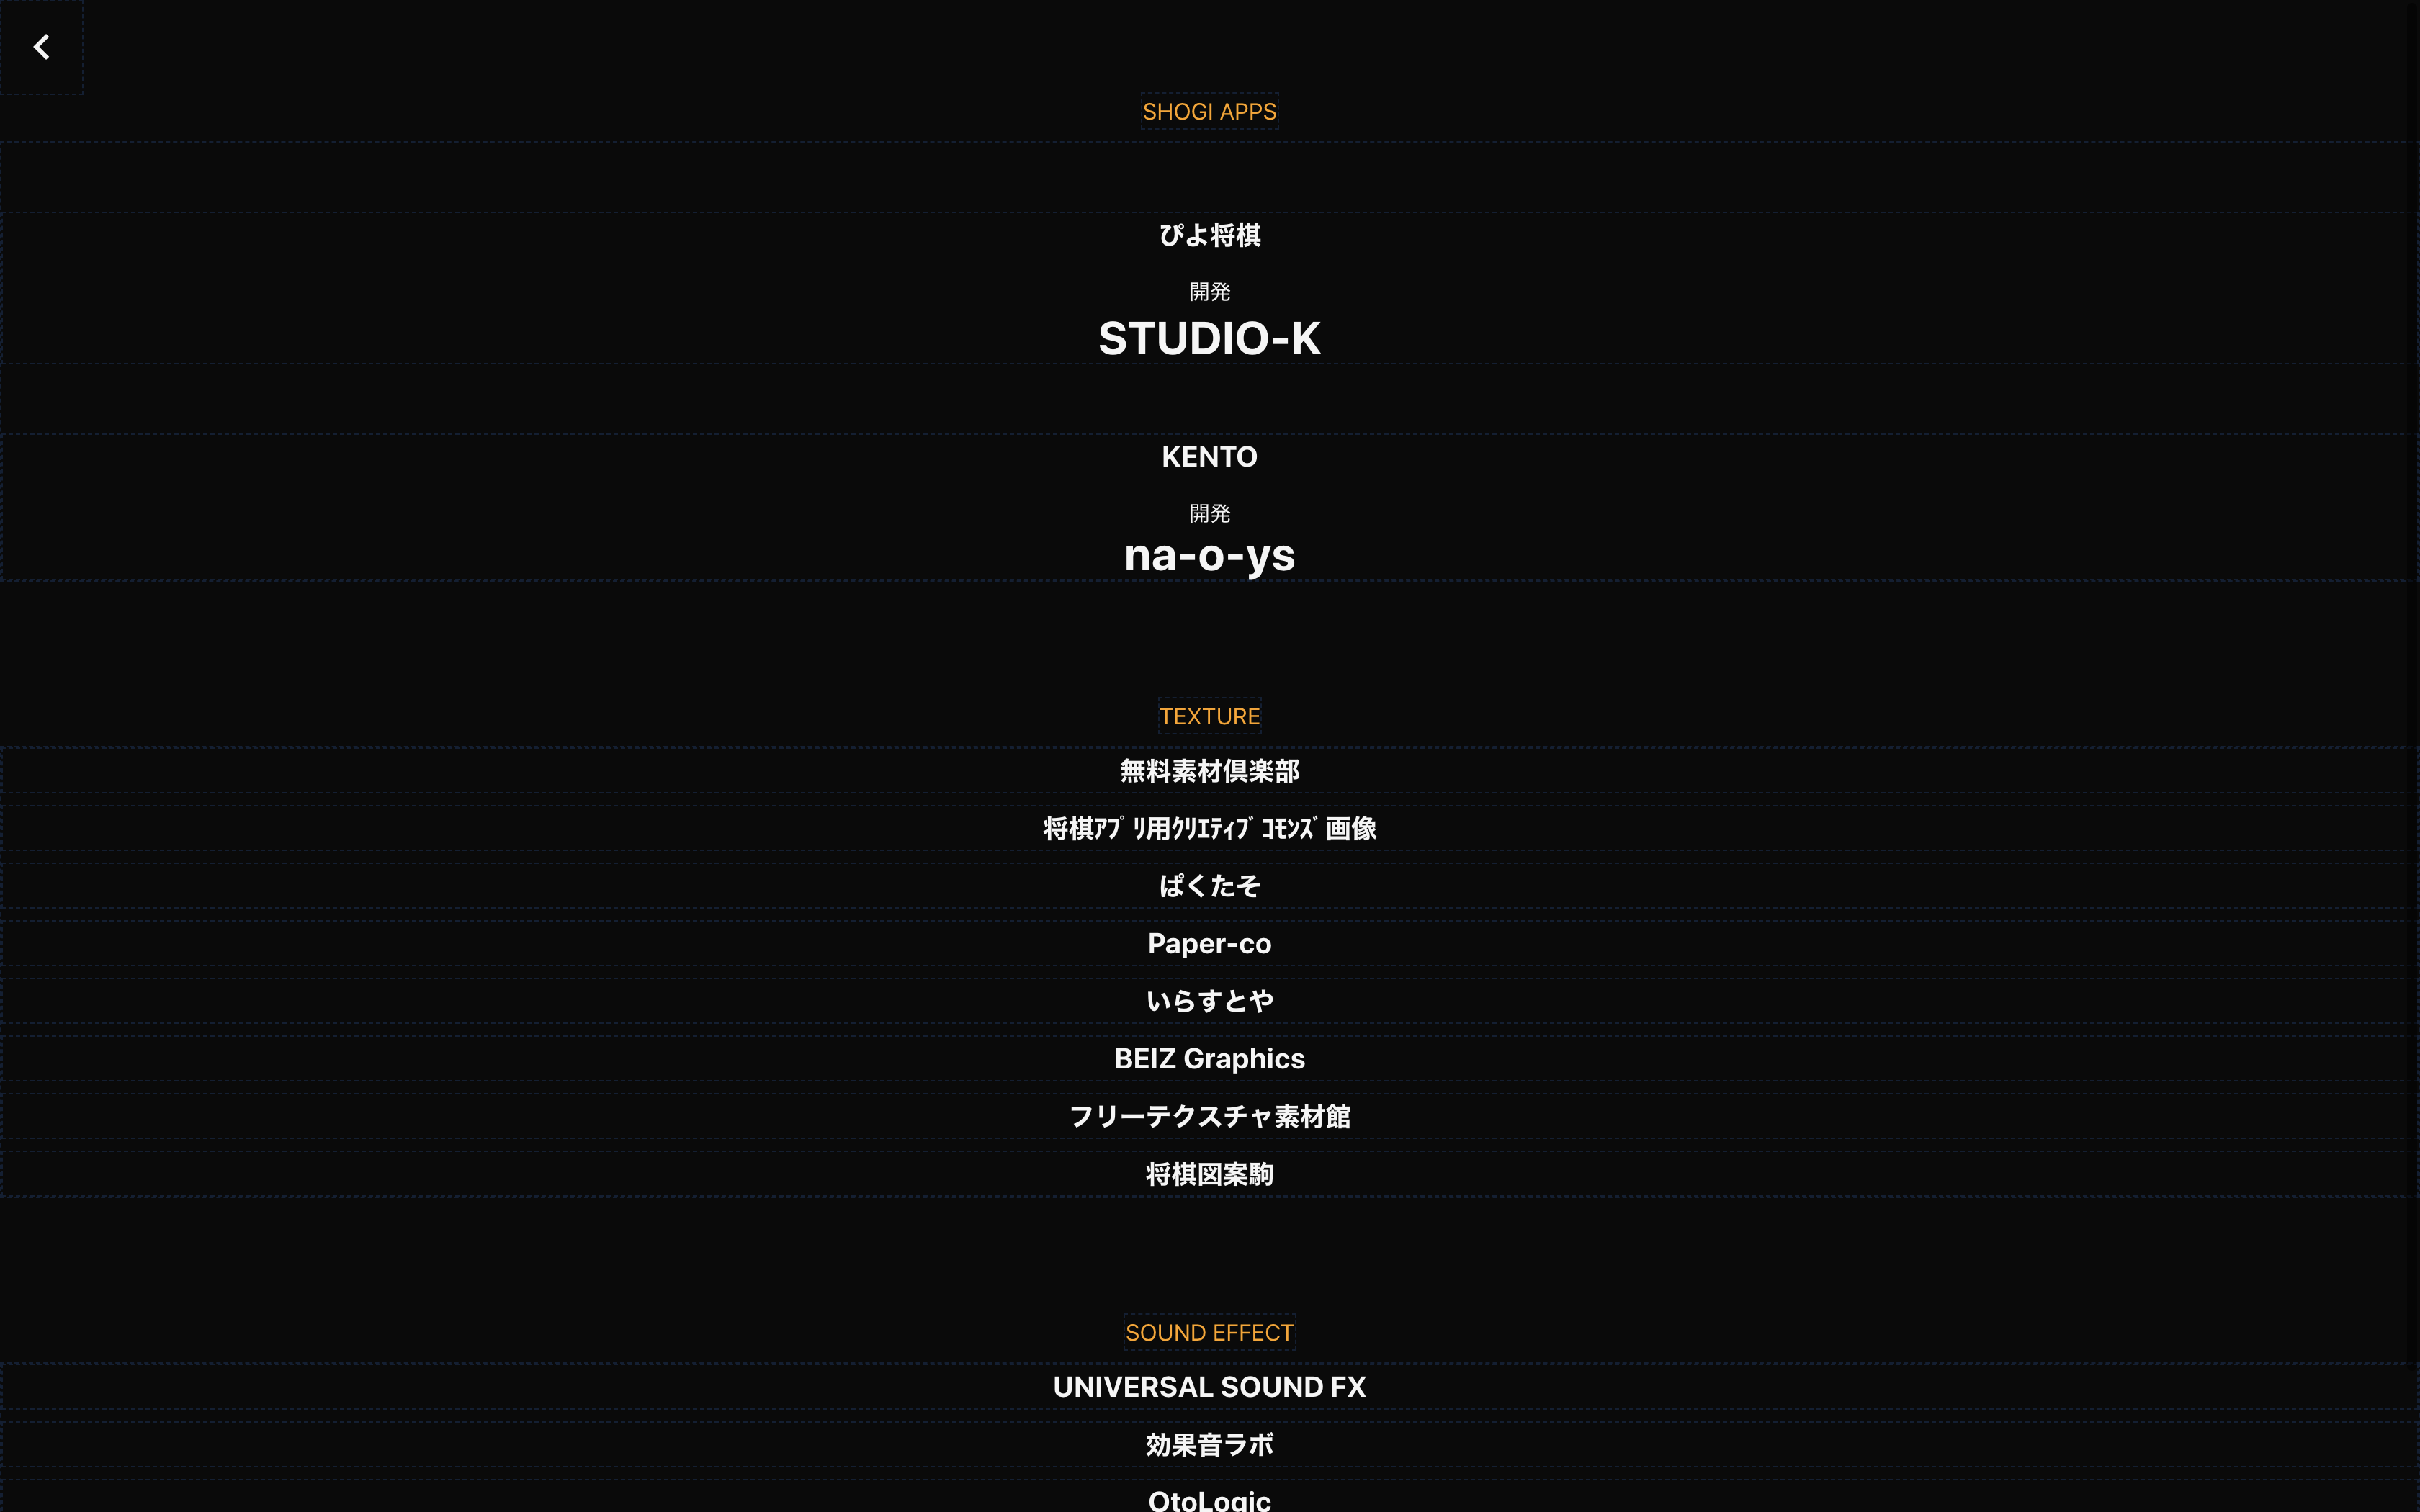 SHOGI APPS
ぴよ将棋
開発
STUDIO-K
KENTO
開発
na-o-ys
TEXTURE
無料素材倶楽部
将棋ｱﾌﾟﾘ用ｸﾘｴﾃｨﾌﾞｺﾓﾝｽﾞ画像
ぱくたそ
Paper-co
いらすとや
BEIZ Graphics
フリーテクスチャ素材館
将棋図案駒
SOUND EFFECT
UNIVERSAL SOUND FX
効果音ラボ
OtoLogic